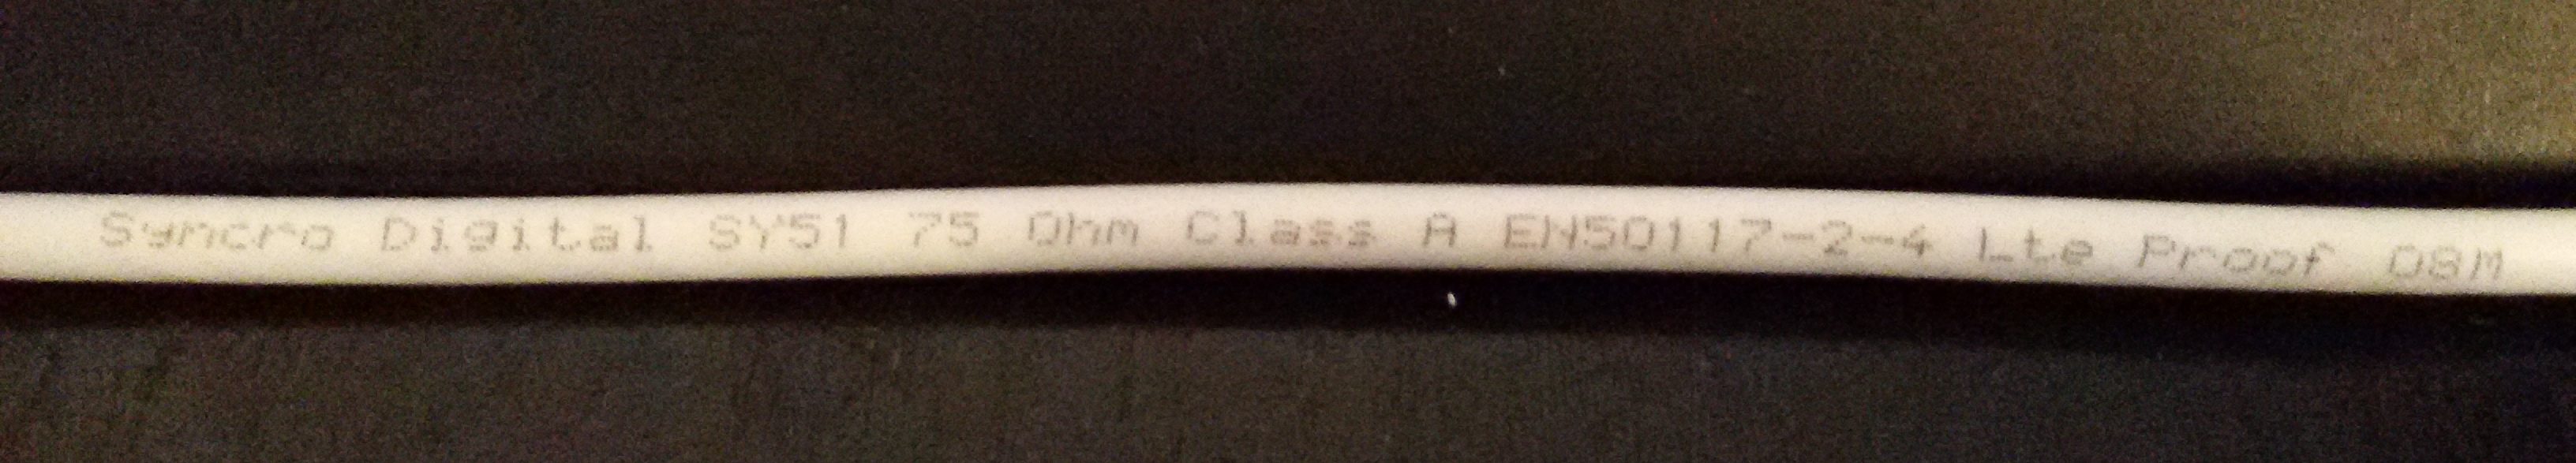 Syncro Digital SY51 75 Ohm Class A EN50117-2-4 Lte Proof 08M